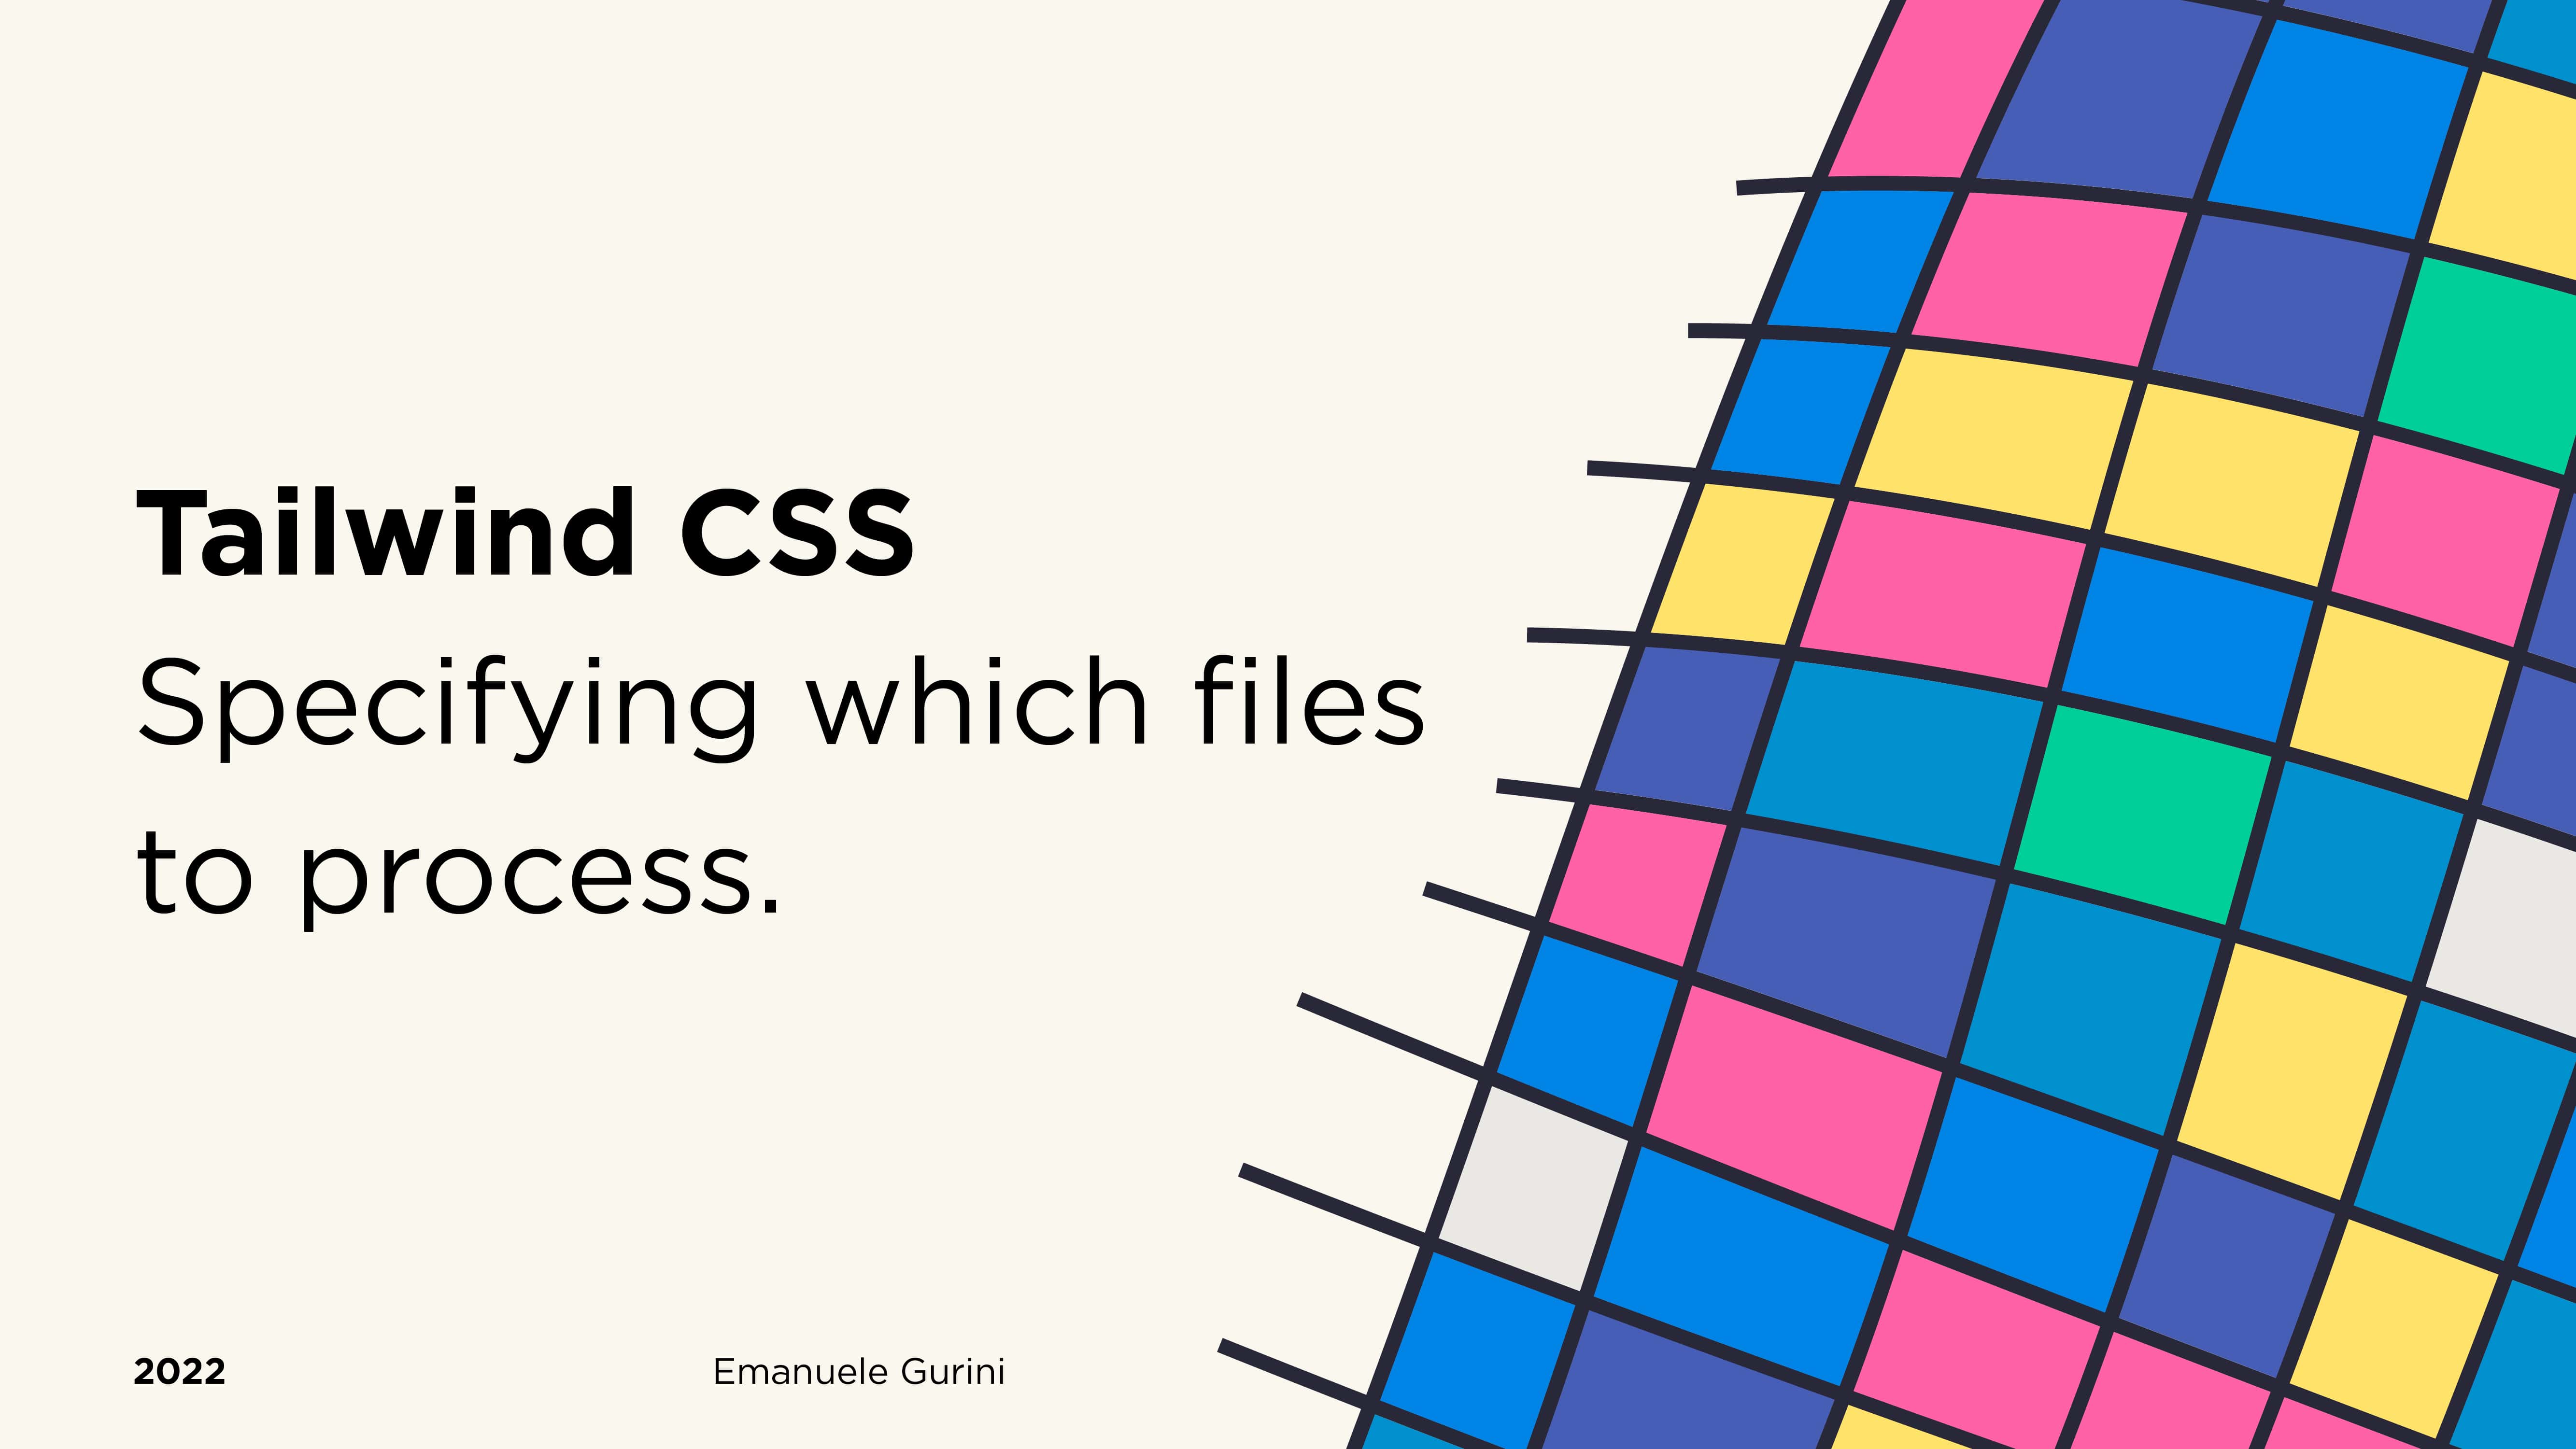 Tailwind CSS
Specifying which files
to process.
2022
Emanuele Gurini